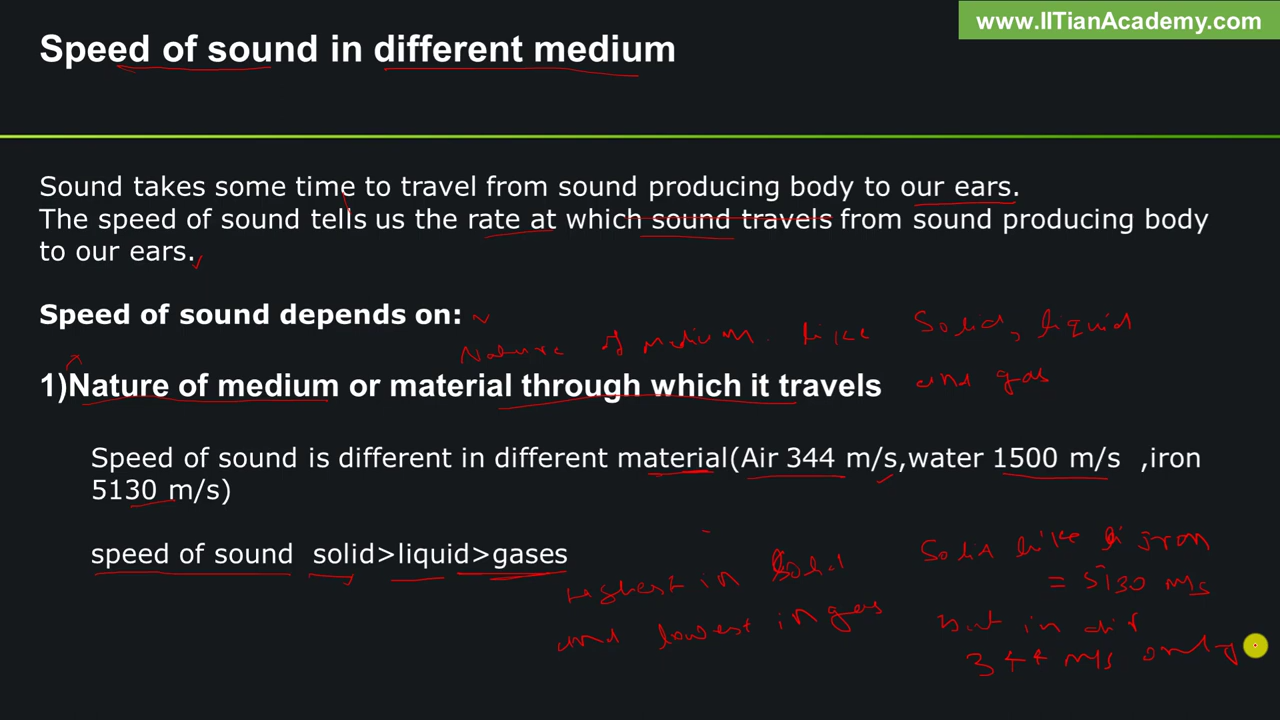 www.IITianAcademy.com
Speed of sound in different medium
Sound takes some time to travel from sound producing body to our ears.
The speed of sound tells us the rate at which sound travels from sound producing body
to our ears.
Speed of sound depends on:
Nature of medium. like Solid, liquid
and gas
1)Nature of medium or material through which it travels
Speed of sound is different in different material(Air 344 m/s,water 1500 m/s ,iron
5130 m/s)
speed of sound solid>liquid>gases
Highest in Solid
and lowest in gas
Solid like iron
= 5130 m/s
But in air
344 m/s only